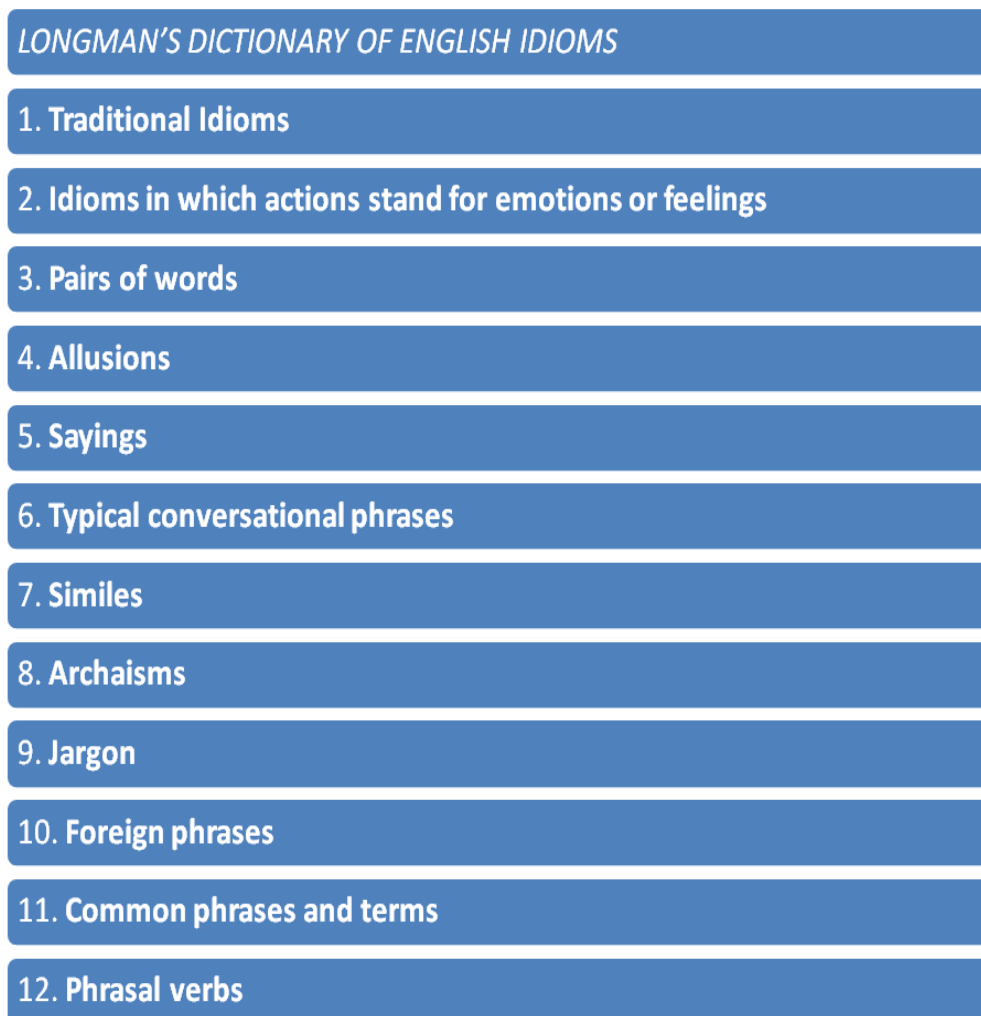 LONGMAN’S DICTIONARY OF ENGLISH IDIOMS
1. Traditional Idioms
2. Idioms in which actions stand for emotions or feelings
3. Pairs of words
4. Allusions
5. Sayings
6. Typical conversational phrases
7. Similes
8. Archaisms
9. Jargon
10. Foreign phrases
11. Common phrases and terms
12. Phrasal verbs